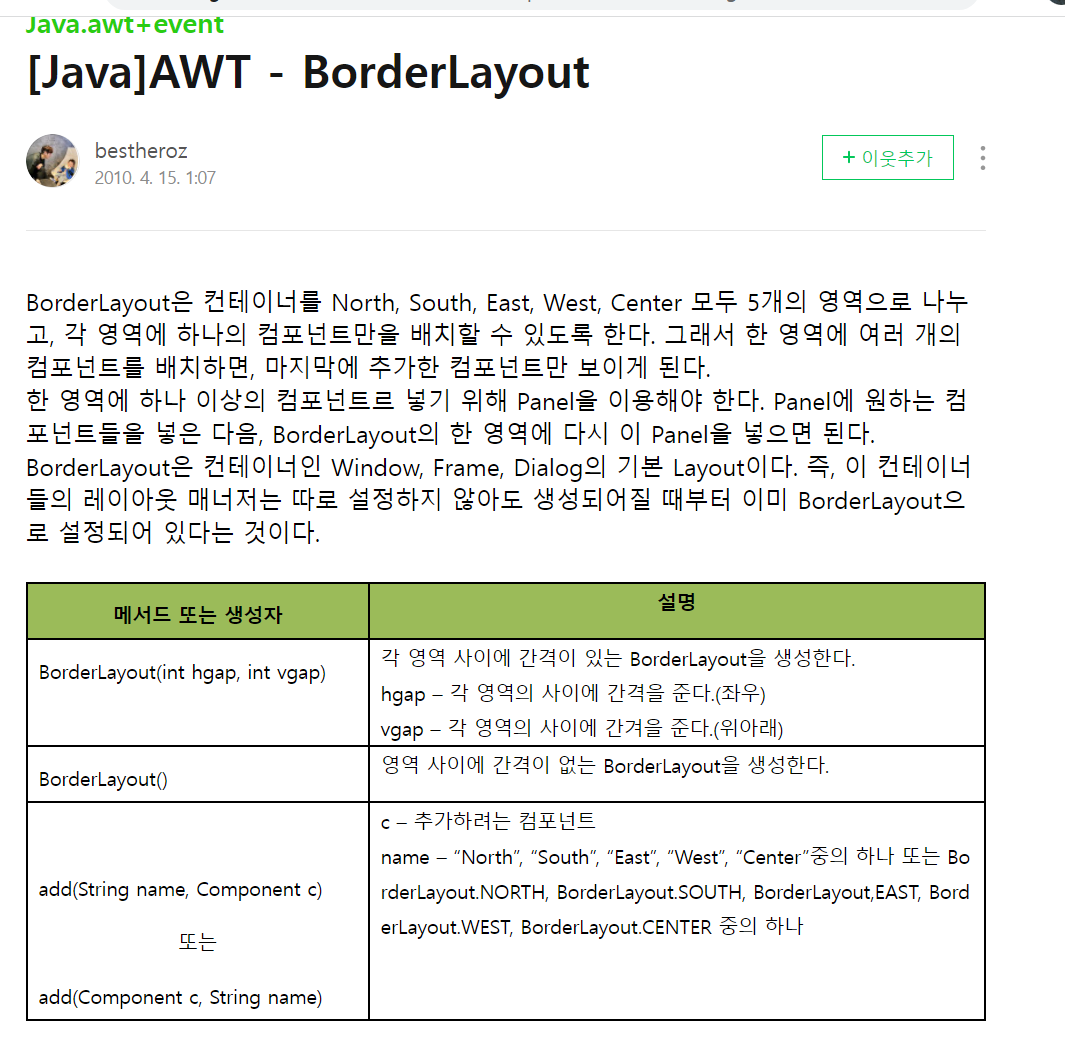 Java.awt+event
[Java]AWT - BorderLayout
bestheroz
2010. 4. 15. 1:07
+ 이웃추가
BorderLayout은 컨테이너를 North, South, East, West, Center 모두 5개의 영역으로 나누
고, 각 영역에 하나의 컴포넌트만을 배치할 수 있도록 한다. 그래서 한 영역에 여러 개의
컴포넌트를 배치하면, 마지막에 추가한 컴포넌트만 보이게 된다.
한 영역에 하나 이상의 컴포넌트르 넣기 위해 Panel을 이용해야 한다. Panel에 원하는 컴
포넌트들을 넣은 다음, BorderLayout의 한 영역에 다시 이 Panel을 넣으면 된다.
BorderLayout은 컨테이너인 Window, Frame, Dialog의 기본 Layout이다. 즉, 이 컨테이너
들의 레이아웃 매너저는 따로 설정하지 않아도 생성되어질 때부터 이미 BorderLayout으
로 설정되어 있다는 것이다.
메서드 또는 생성자
설명
BorderLayout(int hgap, int vgap)
각 영역 사이에 간격이 있는 BorderLayout을 생성한다.
hgap – 각 영역의 사이에 간격을 준다.(좌우)
vgap – 각 영역의 사이에 간겨을 준다.(위아래)
BorderLayout()
영역 사이에 간격이 없는 BorderLayout을 생성한다.
add(String name, Component c)
또는
add(Component c, String name)
c – 추가하려는 컴포넌트
name – “North”, “South”, “East”, “West”, “Center”중의 하나 또는 Bo
rderLayout.NORTH, BorderLayout.SOUTH, BorderLayout,EAST, Bord
erLayout.WEST, BorderLayout.CENTER 중의 하나